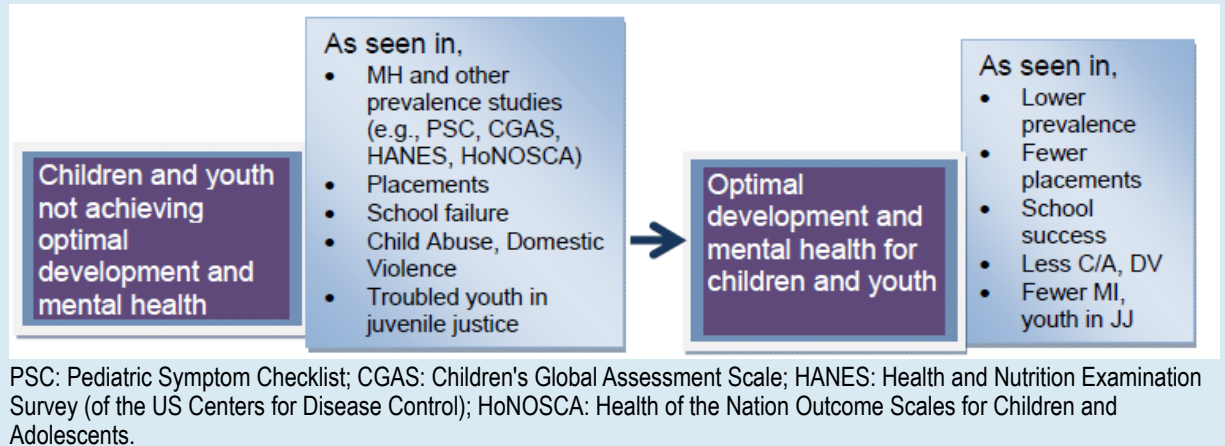 Children and youth
not achieving
optimal
development and
mental health
As seen in,
• MH and other
prevalence studies
(e.g., PSC, CGAS,
HANES, HoNOSCA)
• Placements
• School failure
• Child Abuse, Domestic
Violence
• Troubled youth in
juvenile justice
Optimal
development and
mental health for
children and youth
As seen in,
• Lower
prevalence
• Fewer
placements
• School
success
• Less C/A, DV
• Fewer MI,
youth in JJ
PSC: Pediatric Symptom Checklist; CGAS: Children's Global Assessment Scale; HANES: Health and Nutrition Examination
Survey (of the US Centers for Disease Control); HoNOSCA: Health of the Nation Outcome Scales for Children and
Adolescents.